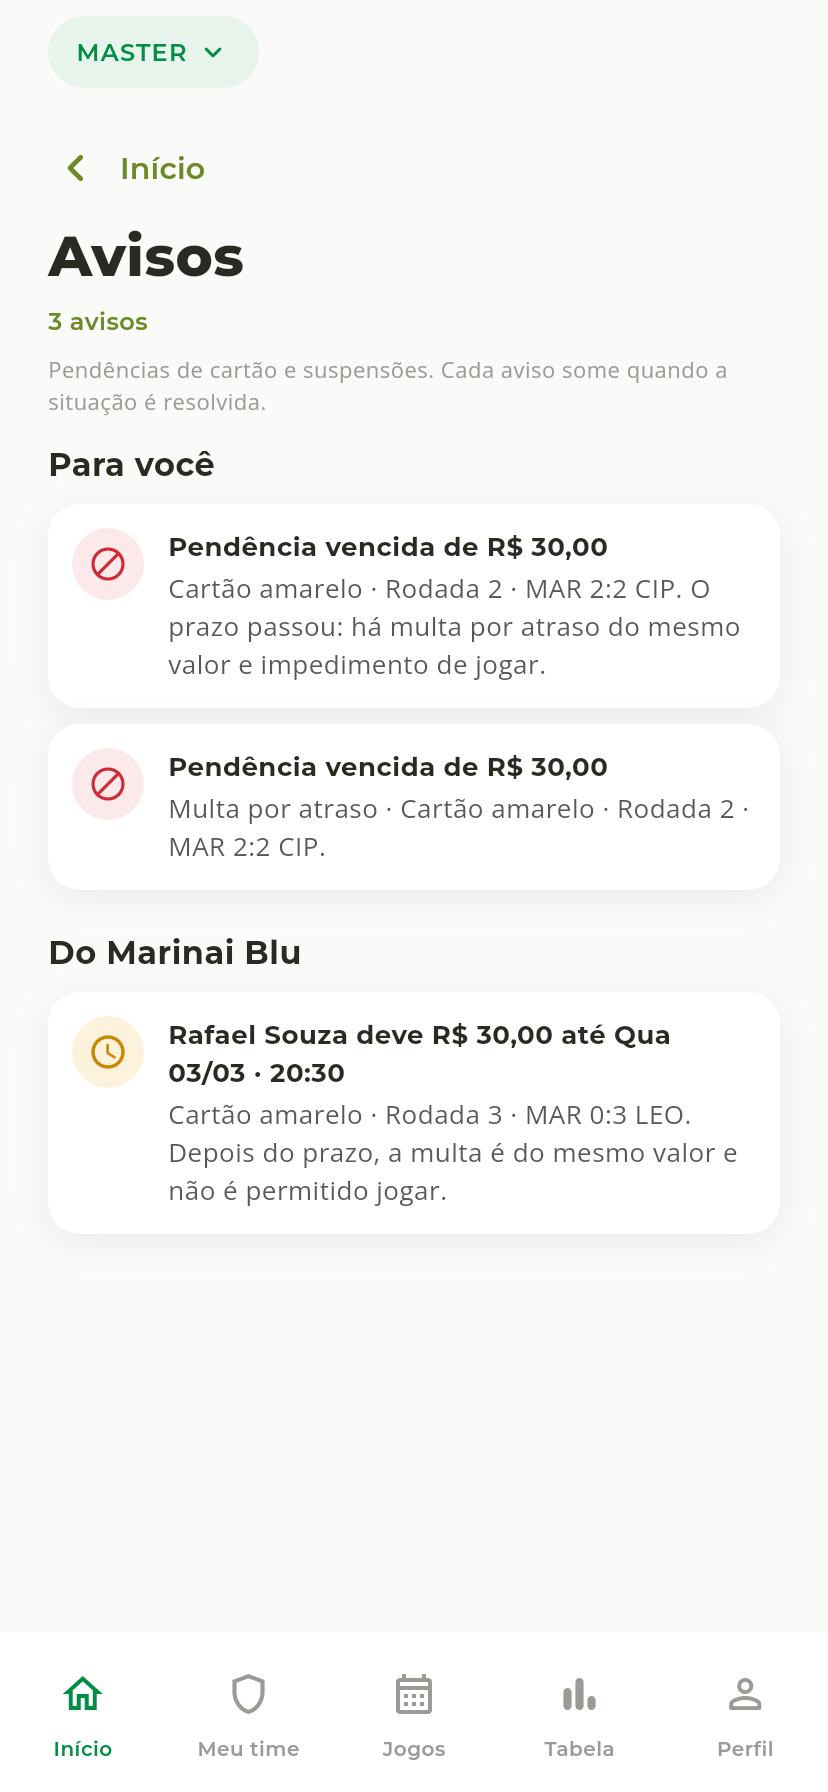 MASTER
Início
Avisos
3 avisos
Pendências de cartão e suspensões. Cada aviso some quando a
situação é resolvida.
Para você
Pendência vencida de R$ 30,00
Cartão amarelo · Rodada 2 · MAR 2:2 CIP. O
prazo passou: há multa por atraso do mesmo
valor e impedimento de jogar.
Pendência vencida de R$ 30,00
Multa por atraso · Cartão amarelo · Rodada 2 ·
MAR 2:2 CIP.
Do Marinai Blu
Rafael Souza deve R$ 30,00 até Qua
03/03 · 20:30
Cartão amarelo · Rodada 3 · MAR 0:3 LEO.
Depois do prazo, a multa é do mesmo valor e
não é permitido jogar.
Início
Meu time
Jogos
Tabela
Perfil